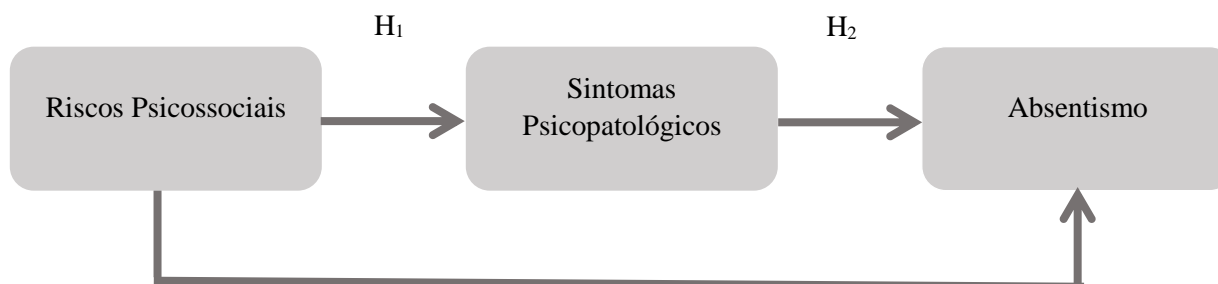 H₁
H₂
Riscos Psicossociais
Sintomas
Psicopatológicos
Absentismo